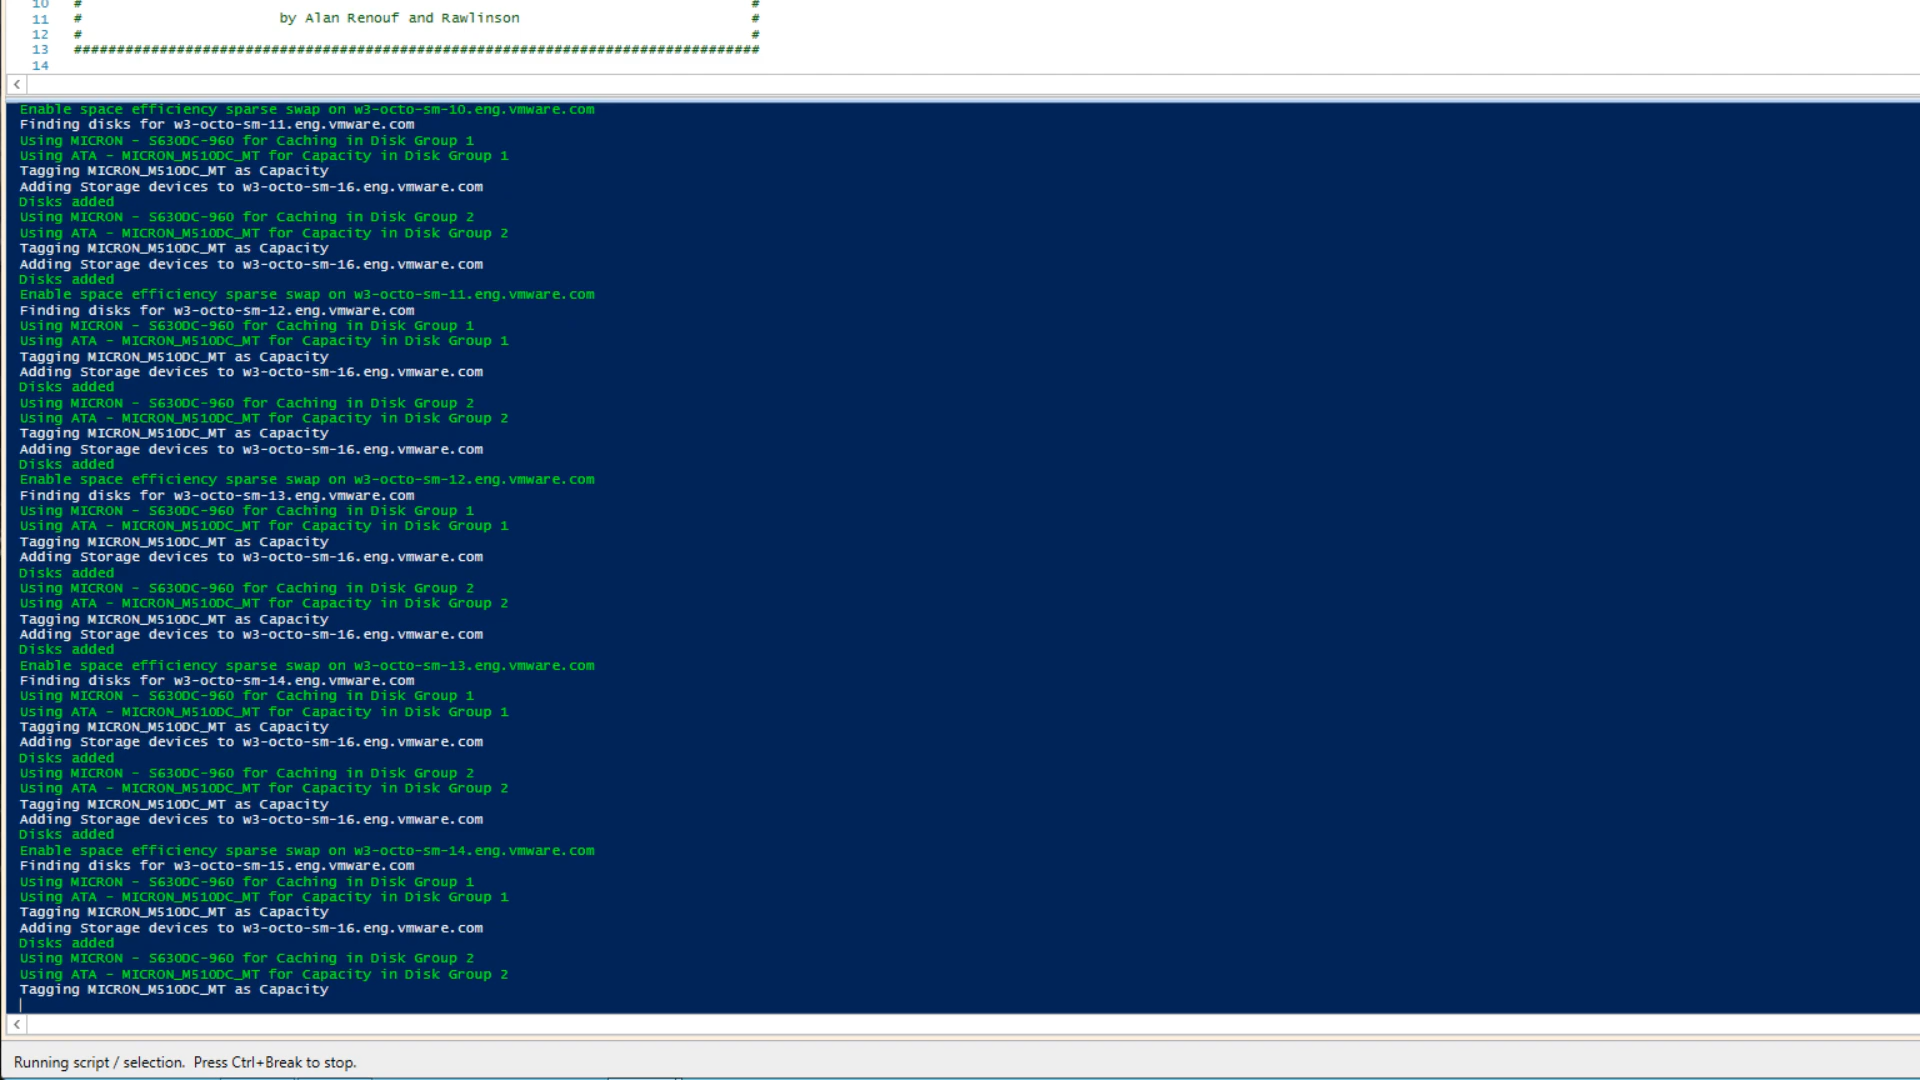 10 # #
11 # by Alan Renouf and Rawlinson #
12 # #
13 ################################################################################
14
Enable space efficiency sparse swap on w3-octo-sm-10.eng.vmware.com
Finding disks for w3-octo-sm-11.eng.vmware.com
Using MICRON - S630DC-960 for Caching in Disk Group 1
Using ATA - MICRON_M510DC_MT for Capacity in Disk Group 1
Tagging MICRON_M510DC_MT as Capacity
Adding Storage devices to w3-octo-sm-16.eng.vmware.com
Disks added
Using MICRON - S630DC-960 for Caching in Disk Group 2
Using ATA - MICRON_M510DC_MT for Capacity in Disk Group 2
Tagging MICRON_M510DC_MT as Capacity
Adding Storage devices to w3-octo-sm-16.eng.vmware.com
Disks added
Enable space efficiency sparse swap on w3-octo-sm-11.eng.vmware.com
Finding disks for w3-octo-sm-12.eng.vmware.com
Using MICRON - S630DC-960 for Caching in Disk Group 1
Using ATA - MICRON_M510DC_MT for Capacity in Disk Group 1
Tagging MICRON_M510DC_MT as Capacity
Adding Storage devices to w3-octo-sm-16.eng.vmware.com
Disks added
Using MICRON - S630DC-960 for Caching in Disk Group 2
Using ATA - MICRON_M510DC_MT for Capacity in Disk Group 2
Tagging MICRON_M510DC_MT as Capacity
Adding Storage devices to w3-octo-sm-16.eng.vmware.com
Disks added
Enable space efficiency sparse swap on w3-octo-sm-12.eng.vmware.com
Finding disks for w3-octo-sm-13.eng.vmware.com
Using MICRON - S630DC-960 for Caching in Disk Group 1
Using ATA - MICRON_M510DC_MT for Capacity in Disk Group 1
Tagging MICRON_M510DC_MT as Capacity
Adding Storage devices to w3-octo-sm-16.eng.vmware.com
Disks added
Using MICRON - S630DC-960 for Caching in Disk Group 2
Using ATA - MICRON_M510DC_MT for Capacity in Disk Group 2
Tagging MICRON_M510DC_MT as Capacity
Adding Storage devices to w3-octo-sm-16.eng.vmware.com
Disks added
Enable space efficiency sparse swap on w3-octo-sm-13.eng.vmware.com
Finding disks for w3-octo-sm-14.eng.vmware.com
Using MICRON - S630DC-960 for Caching in Disk Group 1
Using ATA - MICRON_M510DC_MT for Capacity in Disk Group 1
Tagging MICRON_M510DC_MT as Capacity
Adding Storage devices to w3-octo-sm-16.eng.vmware.com
Disks added
Using MICRON - S630DC-960 for Caching in Disk Group 2
Using ATA - MICRON_M510DC_MT for Capacity in Disk Group 2
Tagging MICRON_M510DC_MT as Capacity
Adding Storage devices to w3-octo-sm-16.eng.vmware.com
Disks added
Enable space efficiency sparse swap on w3-octo-sm-14.eng.vmware.com
Finding disks for w3-octo-sm-15.eng.vmware.com
Using MICRON - S630DC-960 for Caching in Disk Group 1
Using ATA - MICRON_M510DC_MT for Capacity in Disk Group 1
Tagging MICRON_M510DC_MT as Capacity
Adding Storage devices to w3-octo-sm-16.eng.vmware.com
Disks added
Using MICRON - S630DC-960 for Caching in Disk Group 2
Using ATA - MICRON_M510DC_MT for Capacity in Disk Group 2
Tagging MICRON_M510DC_MT as Capacity
Running script / selection. Press Ctrl+Break to stop.